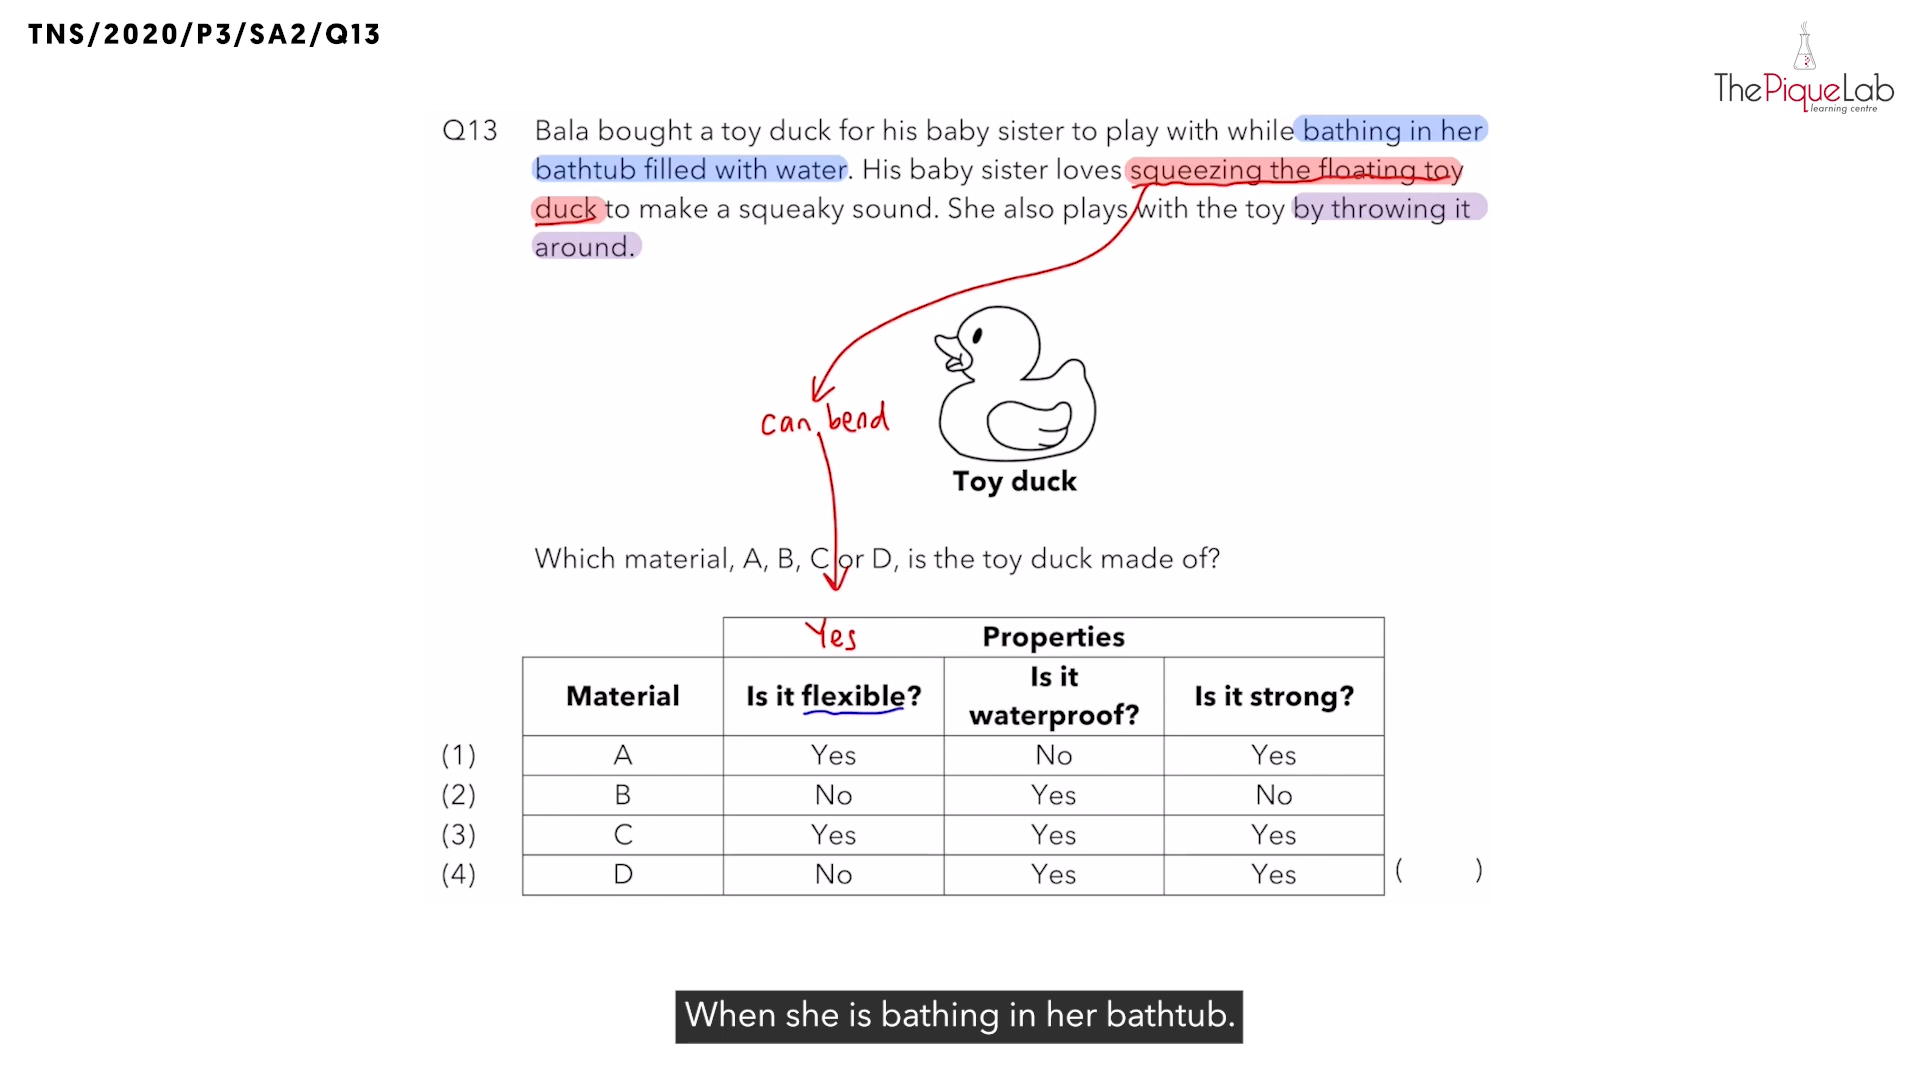 TNS/2020/P3/SA2/Q13
ThePiqueLab
learning centre
Q13 Bala bought a toy duck for his baby sister to play with while bathing in her
bathtub filled with water. His baby sister loves squeezing the floating toy
duck to make a squeaky sound. She also plays with the toy by throwing it
around.
can bend
Toy duck
Which material, A, B, C or D, is the toy duck made of?
Yes Properties
Material Is it flexible? Is it waterproof? Is it strong?
(1) A Yes No Yes
(2) B No Yes No
(3) C Yes Yes Yes
(4) D No Yes Yes ( )
When she is bathing in her bathtub.